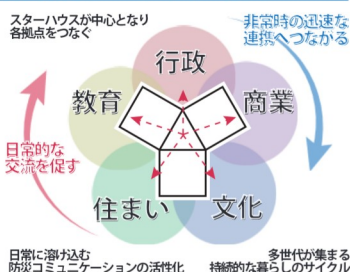 スターハウスが中心となり
各拠点をつなぐ
非常時の迅速な
連携へつながる
行政
教育
商業
日常的な
交流を促す
住まい
文化
日常に溶け込む
防災コミュニケーションの活性化
多世代が集まる
持続的な暮らしのサイクル